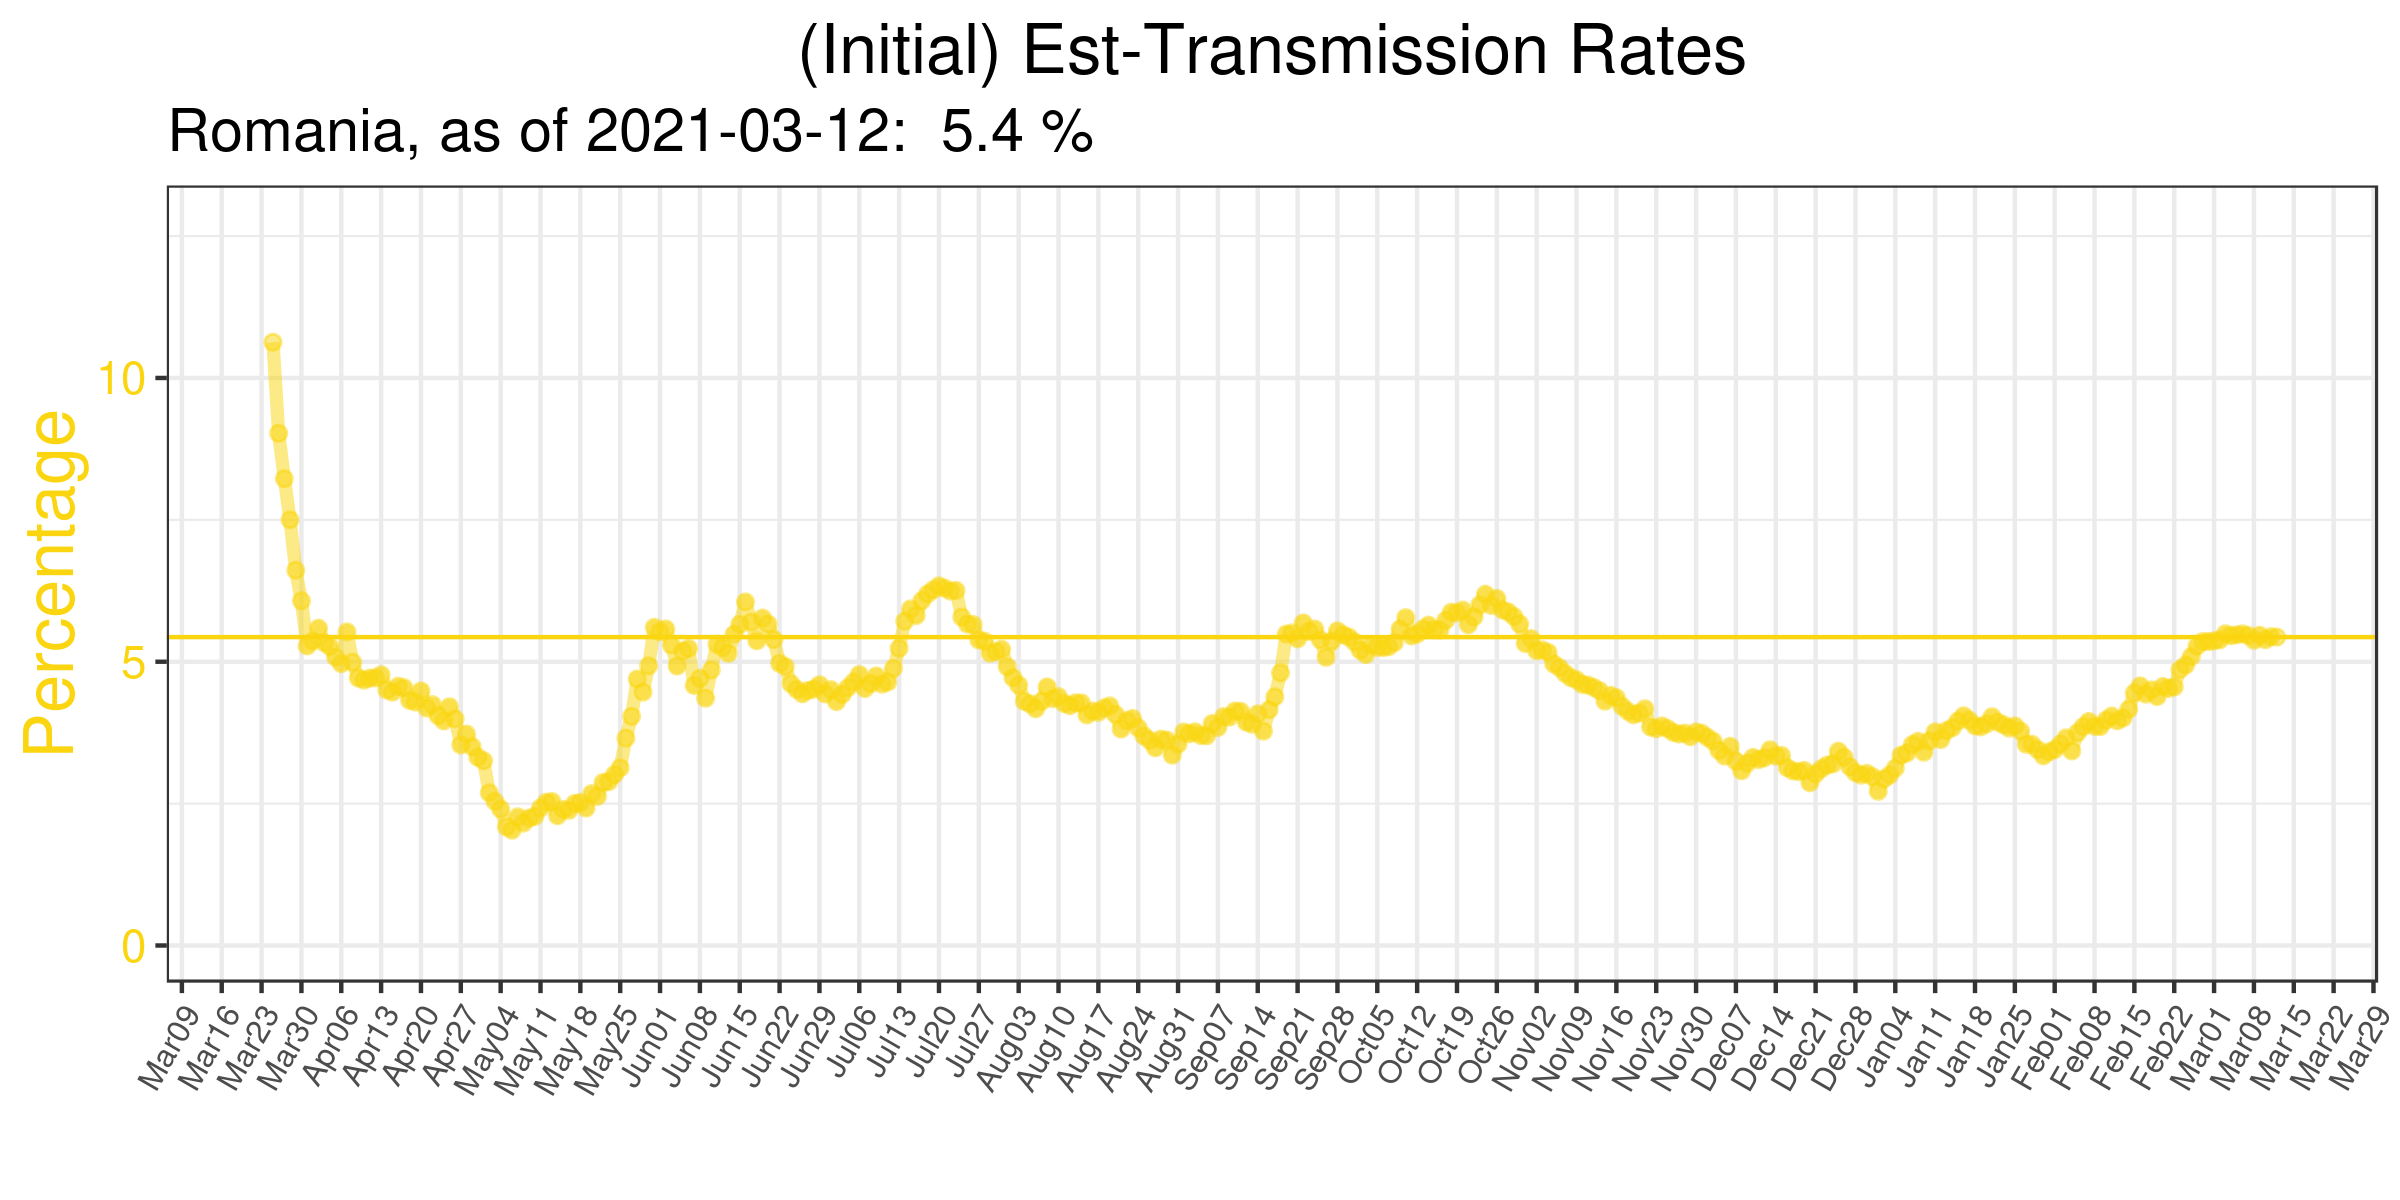 (Initial) Est-Transmission Rates
Romania, as of 2021-03-12:  5.4 %
Percentage
10
5
0
Mar09
Mar16
Mar23
Mar30
Apr06
Apr13
Apr20
Apr27
May04
May11
May18
May25
Jun01
Jun08
Jun15
Jun22
Jun29
Jul06
Jul13
Jul20
Jul27
Aug03
Aug10
Aug17
Aug24
Aug31
Sep07
Sep14
Sep21
Sep28
Oct05
Oct12
Oct19
Oct26
Nov02
Nov09
Nov16
Nov23
Nov30
Dec07
Dec14
Dec21
Dec28
Jan04
Jan11
Jan18
Jan25
Feb01
Feb08
Feb15
Feb22
Mar01
Mar08
Mar15
Mar22
Mar29